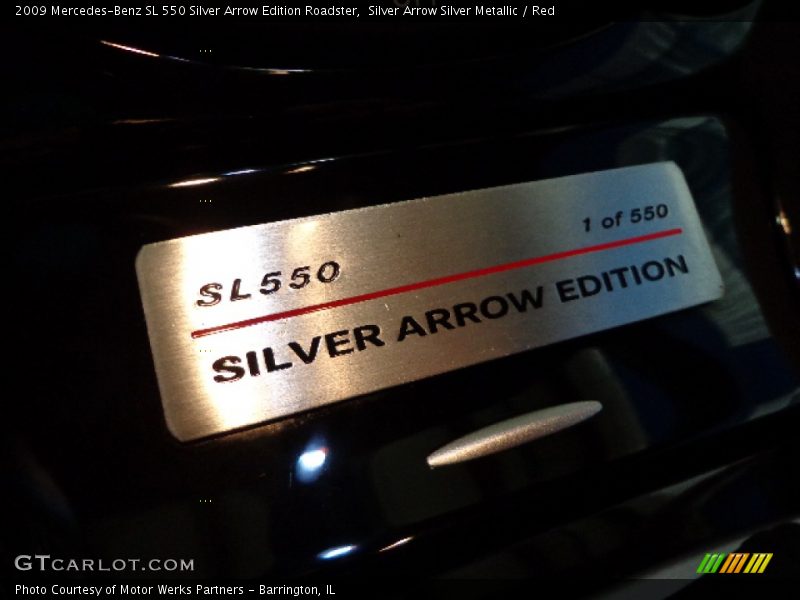 2009 Mercedes-Benz SL 550 Silver Arrow Edition Roadster,  Silver Arrow Silver Metallic / Red
1 of 550
SL550
SILVER ARROW EDITION
GTCARLOT.COM
Photo Courtesy of Motor Werks Partners - Barrington, IL